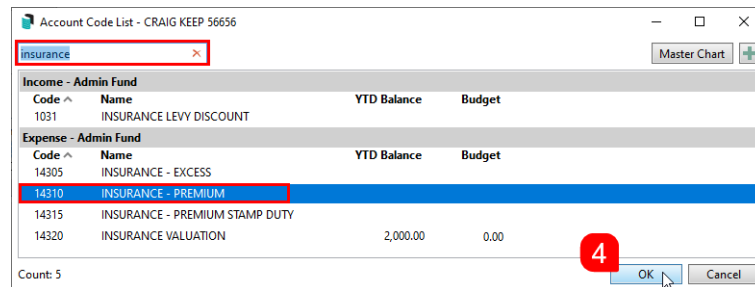 Account Code List - CRAIG KEEP 56656
insurance
Master Chart
Income - Admin Fund
Code Name YTD Balance Budget
1031 INSURANCE LEVY DISCOUNT
Expense - Admin Fund
Code Name YTD Balance Budget
14305 INSURANCE - EXCESS
14310 INSURANCE - PREMIUM
14315 INSURANCE - PREMIUM STAMP DUTY
14320 INSURANCE VALUATION 2,000.00 0.00
4
Count: 5 OK Cancel